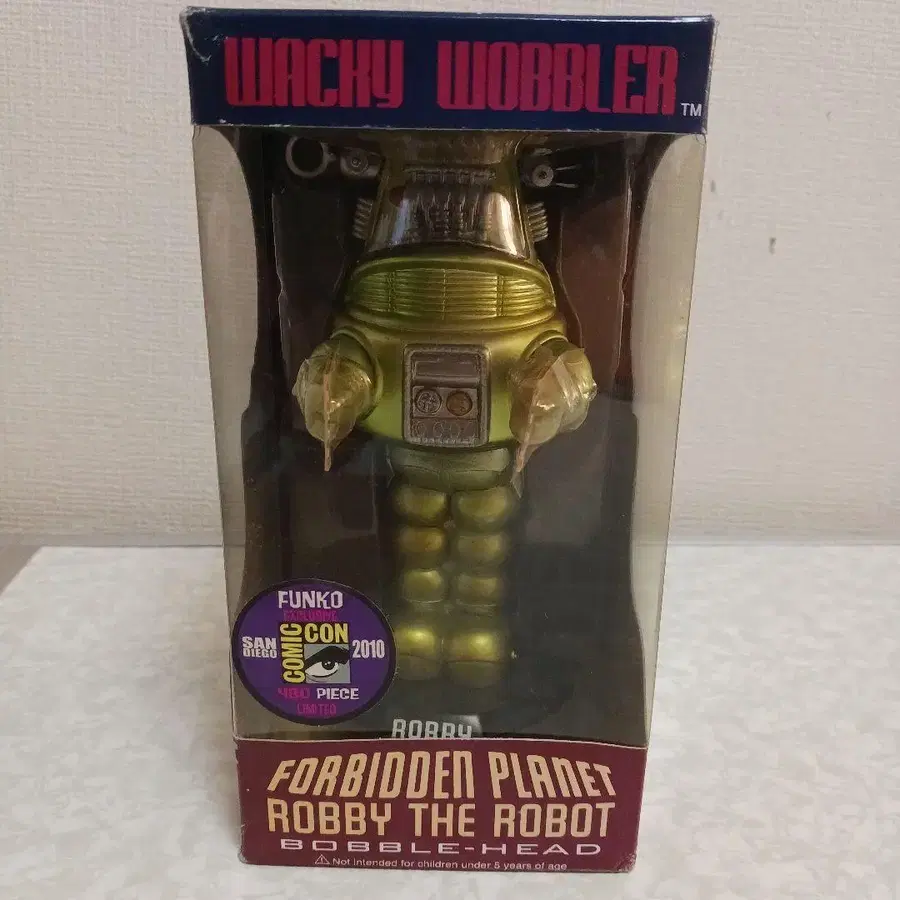 WACKY WOBBLER TM
FUNKO
EXCLUSIVE
SAN DIEGO
COMIC CON
2010
480 PIECE
LIMITED
ROBBY
FORBIDDEN PLANET
ROBBY THE ROBOT
BOBBLE-HEAD
⚠ Not intended for children under 5 years of age